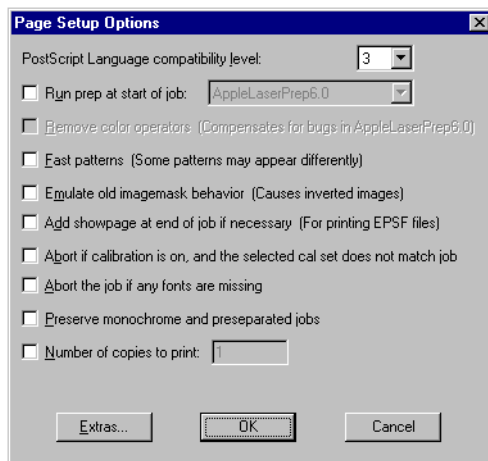 Page Setup Options
PostScript Language compatibility level: 3
Run prep at start of job: AppleLaserPrep6.0
Remove color operators (Compensates for bugs in AppleLaserPrep6.0)
Fast patterns (Some patterns may appear differently)
Emulate old imagemask behavior (Causes inverted images)
Add showpage at end of job if necessary (For printing EPSF files)
Abort if calibration is on, and the selected cal set does not match job
Abort the job if any fonts are missing
Preserve monochrome and preseparated jobs
Number of copies to print: 1
Extras... OK Cancel